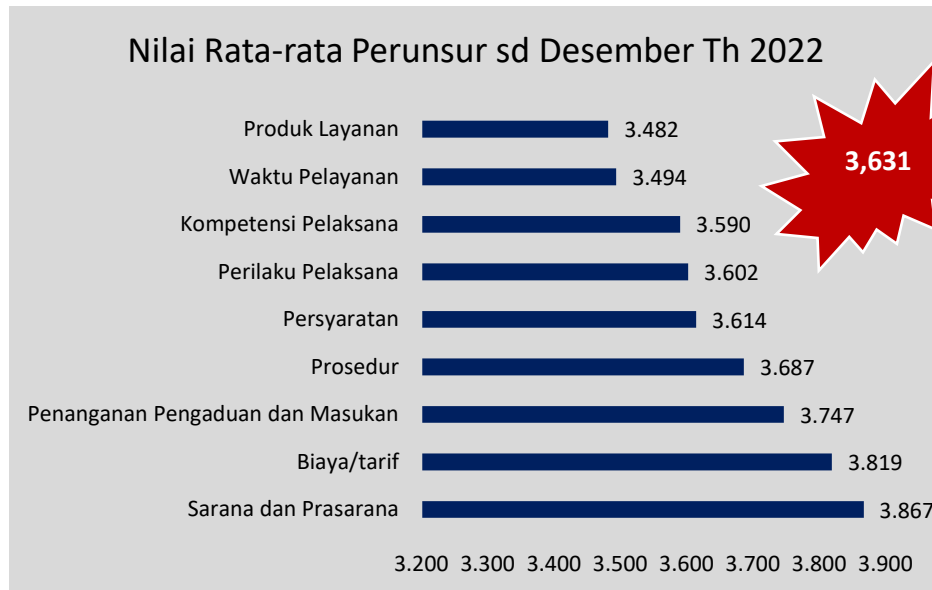 Nilai Rata-rata Perunsur sd Desember Th 2022
3,631
Produk Layanan 3.482
Waktu Pelayanan 3.494
Kompetensi Pelaksana 3.590
Perilaku Pelaksana 3.602
Persyaratan 3.614
Prosedur 3.687
Penanganan Pengaduan dan Masukan 3.747
Biaya/tarif 3.819
Sarana dan Prasarana 3.867
3.200 3.300 3.400 3.500 3.600 3.700 3.800 3.900